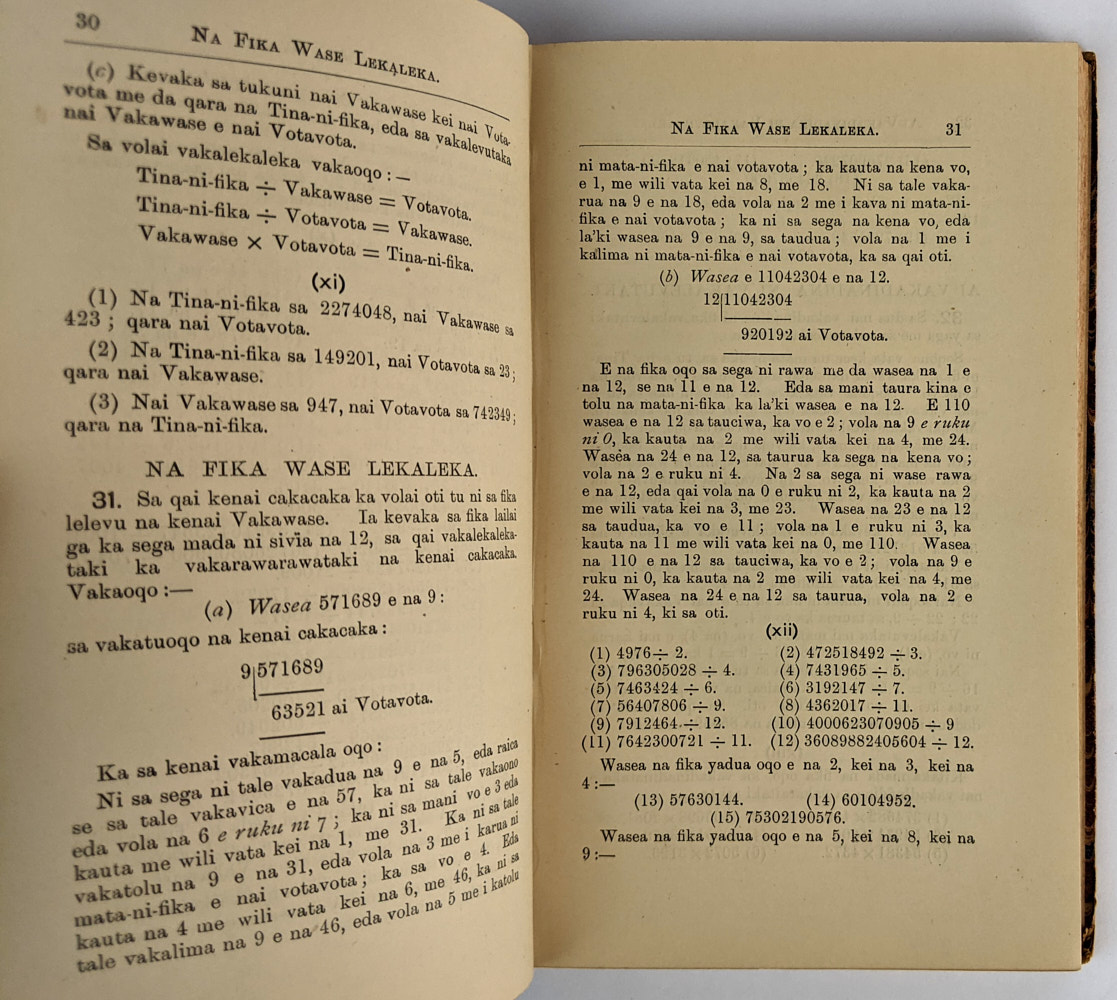 30
NA FIKA WASE LEKALEKA.
(c) Kevaka sa tukuni nai Vakawase kei nai Vota-
vota me da qara na Tina-ni-fika, eda sa vakalevutaka
nai Vakawase e nai Votavota.
Sa volai vakalekaleka vakaoqo :—
Tina-ni-fika ÷ Vakawase = Votavota.
Tina-ni-fika ÷ Votavota = Vakawase.
Vakawase × Votavota = Tina-ni-fika.
(xi)
(1) Na Tina-ni-fika sa 2274048, nai Vakawase sa
423 ; qara nai Votavota.
(2) Na Tina-ni-fika sa 149201, nai Votavota sa 23 ;
qara nai Vakawase.
(3) Nai Vakawase sa 947, nai Votavota sa 742349 ;
qara na Tina-ni-fika.
NA FIKA WASE LEKALEKA.
31. Sa qai kenai cakacaka ka volai oti tu ni sa fika
lelevu na kenai Vakawase. Ia kevaka sa fika lailai
ga ka sega mada ni sivia na 12, sa qai vakalekaleka-
taki ka vakarawarawataki na kenai cakacaka.
Vakaoqo :—
(a) Wasea 571689 e na 9 :
sa vakatuoqo na kenai cakacaka :
9|571689
63521 ai Votavota.
Ka sa kenai vakamacala oqo :
Ni sa sega ni tale vakadua na 9 e na 5, eda raica
se sa tale vakavica e na 57, ka ni sa tale vakaono
eda vola na 6 e ruku ni 7 ; ka ni sa mani vo e 3 eda
kauta me wili vata kei na 1, me 31. Ka ni sa tale
vakatolu na 9 e na 31, eda vola na 3 me i karua ni
mata-ni-fika e nai votavota ; ka sa vo e 4. Eda
kauta na 4 me wili vata kei na 6, me 46, ka ni sa
tale vakalima na 9 e na 46, eda vola na 5 me i katolu
NA FIKA WASE LEKALEKA. 31
ni mata-ni-fika e nai votavota ; ka kauta na kena vo,
e 1, me wili vata kei na 8, me 18. Ni sa tale vaka-
rua na 9 e na 18, eda vola na 2 me i kava ni mata-ni-
fika e nai votavota ; ka ni sa sega na kena vo, eda
la'ki wasea na 9 e na 9, sa taudua ; vola na 1 me i
kalima ni mata-ni-fika e nai votavota, ka sa qai oti.
(b) Wasea e 11042304 e na 12.
12|11042304
920192 ai Votavota.
E na fika oqo sa sega ni rawa me da wasea na 1 e
na 12, se na 11 e na 12. Eda sa mani taura kina e
tolu na mata-ni-fika ka la'ki wasea e na 12. E 110
wasea e na 12 sa tauciwa, ka vo e 2 ; vola na 9 e ruku
ni 0, ka kauta na 2 me wili vata kei na 4, me 24.
Wasea na 24 e na 12, sa taurua ka sega na kena vo ;
vola na 2 e ruku ni 4. Na 2 sa sega ni wase rawa
e na 12, eda qai vola na 0 e ruku ni 2, ka kauta na 2
me wili vata kei na 3, me 23. Wasea na 23 e na 12
sa taudua, ka vo e 11 ; vola na 1 e ruku ni 3, ka
kauta na 11 me wili vata kei na 0, me 110. Wasea
na 110 e na 12 sa tauciwa, ka vo e 2 ; vola na 9 e
ruku ni 0, ka kauta na 2 me wili vata kei na 4, me
24. Wasea na 24 e na 12 sa taurua, vola na 2 e
ruku ni 4, ki sa oti.
(xii)
(1) 4976 ÷ 2. (2) 472518492 ÷ 3.
(3) 796305028 ÷ 4. (4) 7431965 ÷ 5.
(5) 7463424 ÷ 6. (6) 3192147 ÷ 7.
(7) 56407806 ÷ 9. (8) 4362017 ÷ 11.
(9) 7912464 ÷ 12. (10) 4000623070905 ÷ 9
(11) 7642300721 ÷ 11. (12) 36089882405604 ÷ 12.
Wasea na fika yadua oqo e na 2, kei na 3, kei na
4 :—
(13) 57630144. (14) 60104952.
(15) 75302190576.
Wasea na fika yadua oqo e na 5, kei na 8, kei na
9 :—